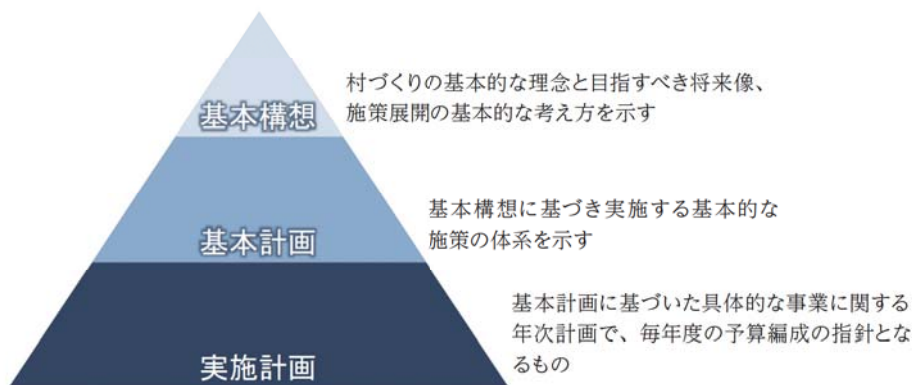 基本構想
村づくりの基本的な理念と目指すべき将来像、
施策展開の基本的な考え方を示す
基本計画
基本構想に基づき実施する基本的な
施策の体系を示す
実施計画
基本計画に基づいた具体的な事業に関する
年次計画で、毎年度の予算編成の指針とな
るもの